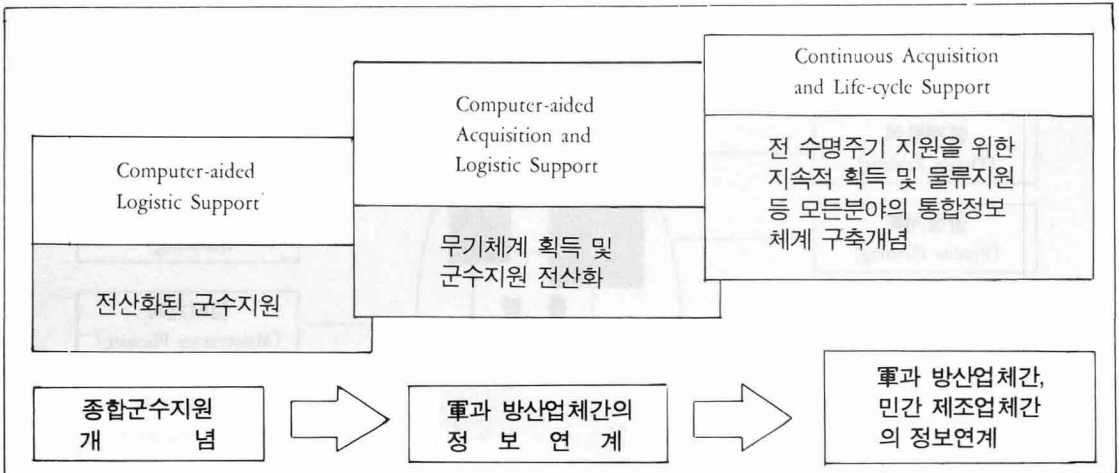 Computer-aided
Logistic Support
전산화된 군수지원
Computer-aided
Acquisition and
Logistic Support
무기체계 획득 및
군수지원 전산화
Continuous Acquisition
and Life-cycle Support
전 수명주기 지원을 위한
지속적 획득 및 물류지원
등 모든분야의 통합정보
체계 구축개념
종합군수지원
개 념
軍과 방산업체간의
정 보 연 계
軍과 방산업체간,
민간 제조업체간
의 정보연계